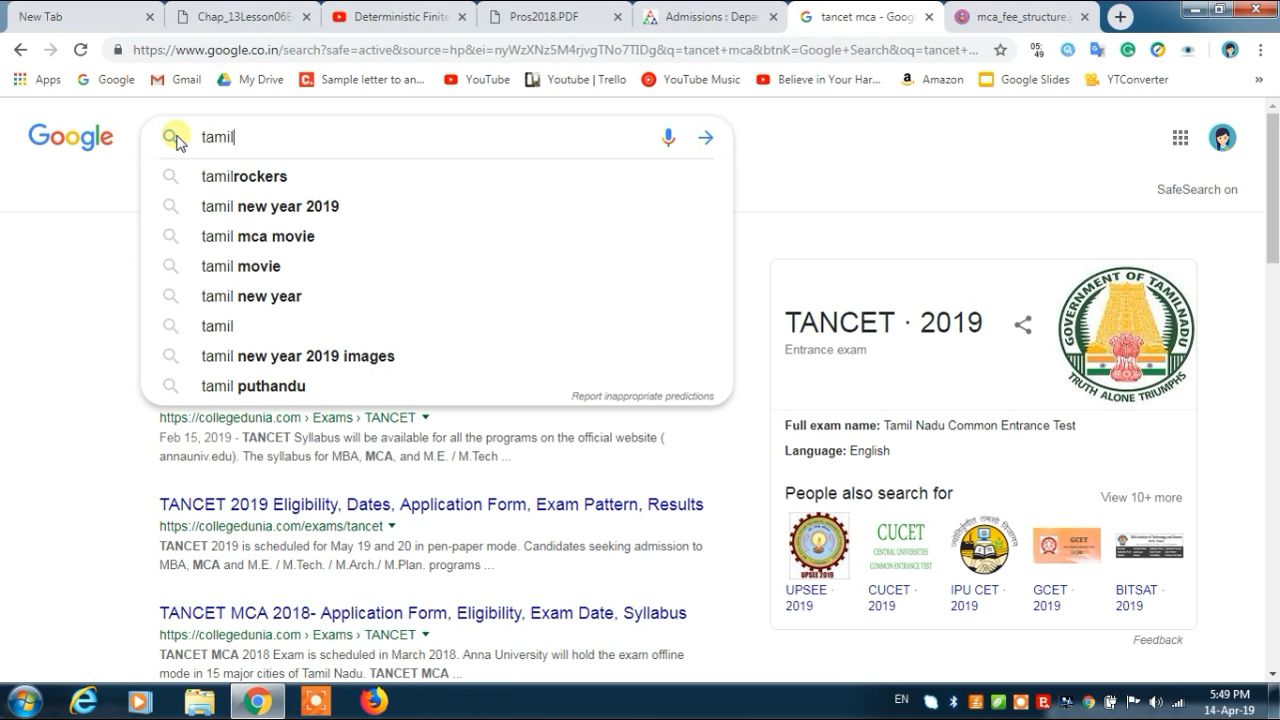 New Tab
Chap_13Lesson06E
Deterministic Finite
Pros2018.PDF
Admissions : Depar
tancet mca - Googl
mca_fee_structure.p
https://www.google.co.in/search?safe=active&source=hp&ei=nyWzXNz5M4rjvgTNo7TIDg&q=tancet+mca&btnK=Google+Search&oq=tancet+...
05:
49
Apps
Google
Gmail
My Drive
Sample letter to an...
YouTube
Youtube | Trello
YouTube Music
Believe in Your Har...
Amazon
Google Slides
YTConverter
»
Google
tamil
tamilrockers
tamil new year 2019
tamil mca movie
tamil movie
tamil new year
tamil
tamil new year 2019 images
tamil puthandu
Report inappropriate predictions
SafeSearch on
https://collegedunia.com › Exams › TANCET
Feb 15, 2019 - TANCET Syllabus will be available for all the programs on the official website (
annauniv.edu). The syllabus for MBA, MCA, and M.E. / M.Tech ...
TANCET 2019 Eligibility, Dates, Application Form, Exam Pattern, Results
https://collegedunia.com/exams/tancet
TANCET 2019 is scheduled for May 19 and 20 in pen-paper mode. Candidates seeking admission to
MBA, MCA and M.E. / M.Tech. / M.Arch./ M.Plan. programs ...
TANCET MCA 2018- Application Form, Eligibility, Exam Date, Syllabus
https://collegedunia.com › Exams › TANCET
TANCET MCA 2018 Exam is scheduled in March 2018. Anna University will hold the exam offline
mode in 15 major cities of Tamil Nadu. TANCET MCA ...
TANCET · 2019
Entrance exam
GOVERNMENT OF TAMILNADU
TRUTH ALONE TRIUMPHS
Full exam name: Tamil Nadu Common Entrance Test
Language: English
People also search for
View 10+ more
UPSEE 2019
CUCET
CENTRAL UNIVERSITIES
COMMON ENTRANCE TEST
GCET
UPSEE ·
2019
CUCET ·
2019
IPU CET ·
2019
GCET ·
2019
BITSAT ·
2019
Feedback
EN
5:49 PM
14-Apr-19